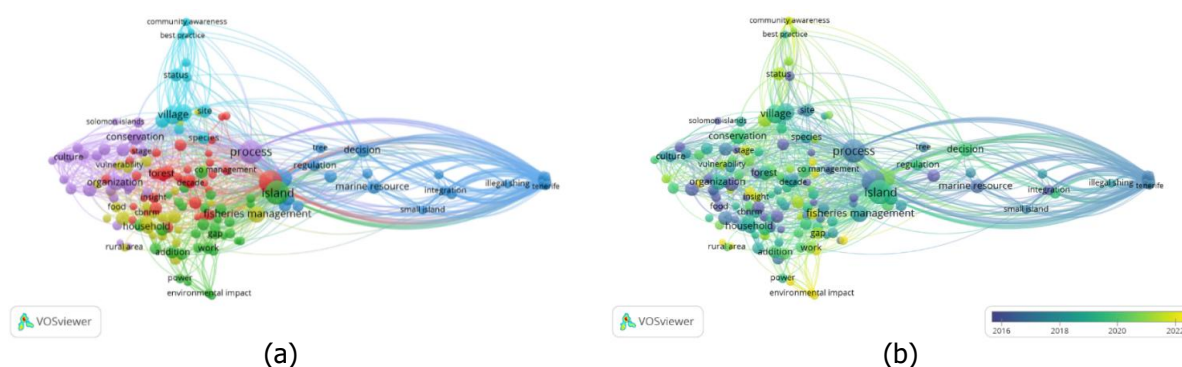 community awareness
best practice
status
village
site
solomon islands
conservation
species
stage
process
tree
decision
culture
vulnerability
co management
regulation
forest
organization
decade
marine resource
illegal shing
tenerife
insight
island
integration
food
cbnrm
fisheries management
small island
household
gap
rural area
addition
work
power
environmental impact
VOSviewer
(a)
community awareness
best practice
status
village
site
solomon islands
conservation
species
stage
process
tree
decision
culture
vulnerability
co management
regulation
forest
organization
decade
marine resource
illegal shing
tenerife
insight
island
integration
food
cbnrm
fisheries management
small island
household
gap
rural area
addition
work
power
environmental impact
VOSviewer
2016 2018 2020 2022
(b)